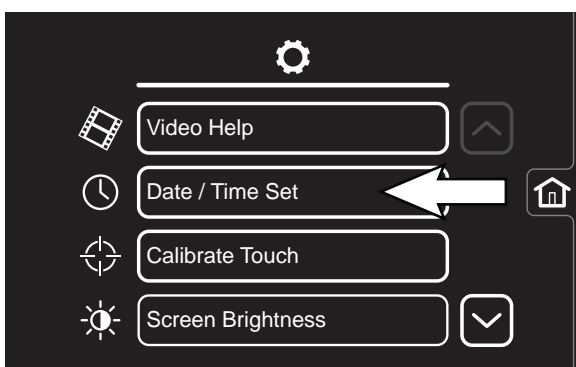 Video Help
Date / Time Set
Calibrate Touch
Screen Brightness